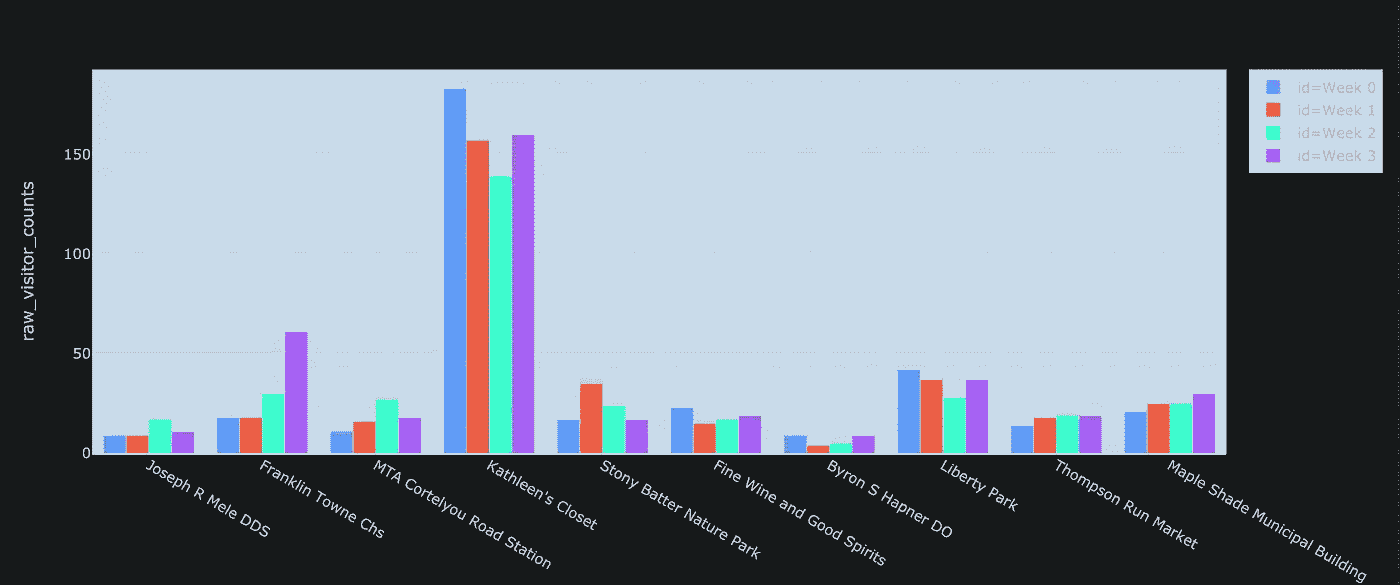 id=Week 0
id=Week 1
id=Week 2
id=Week 3
raw_visitor_counts
150
100
50
0
Joseph R Mele DDS
Franklin Towne Chs
MTA Cortelyou Road Station
Kathleen's Closet
Stony Batter Nature Park
Fine Wine and Good Spirits
Byron S Hapner DO
Liberty Park
Thompson Run Market
Maple Shade Municipal Building